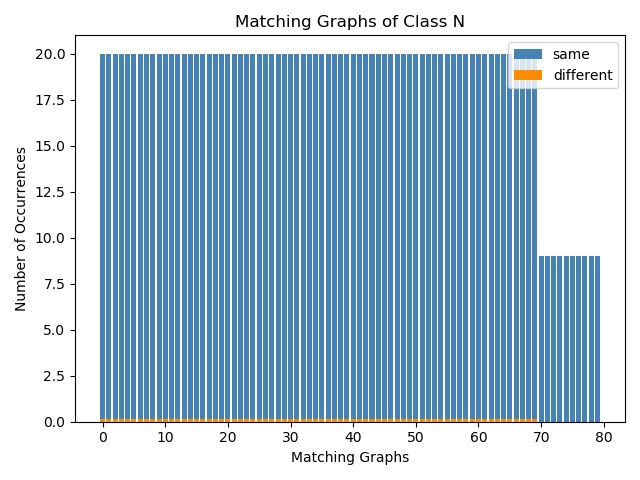 Matching Graphs of Class N
same
different
Number of Occurrences
20.0
17.5
15.0
12.5
10.0
7.5
5.0
2.5
0.0
0 10 20 30 40 50 60 70 80
Matching Graphs